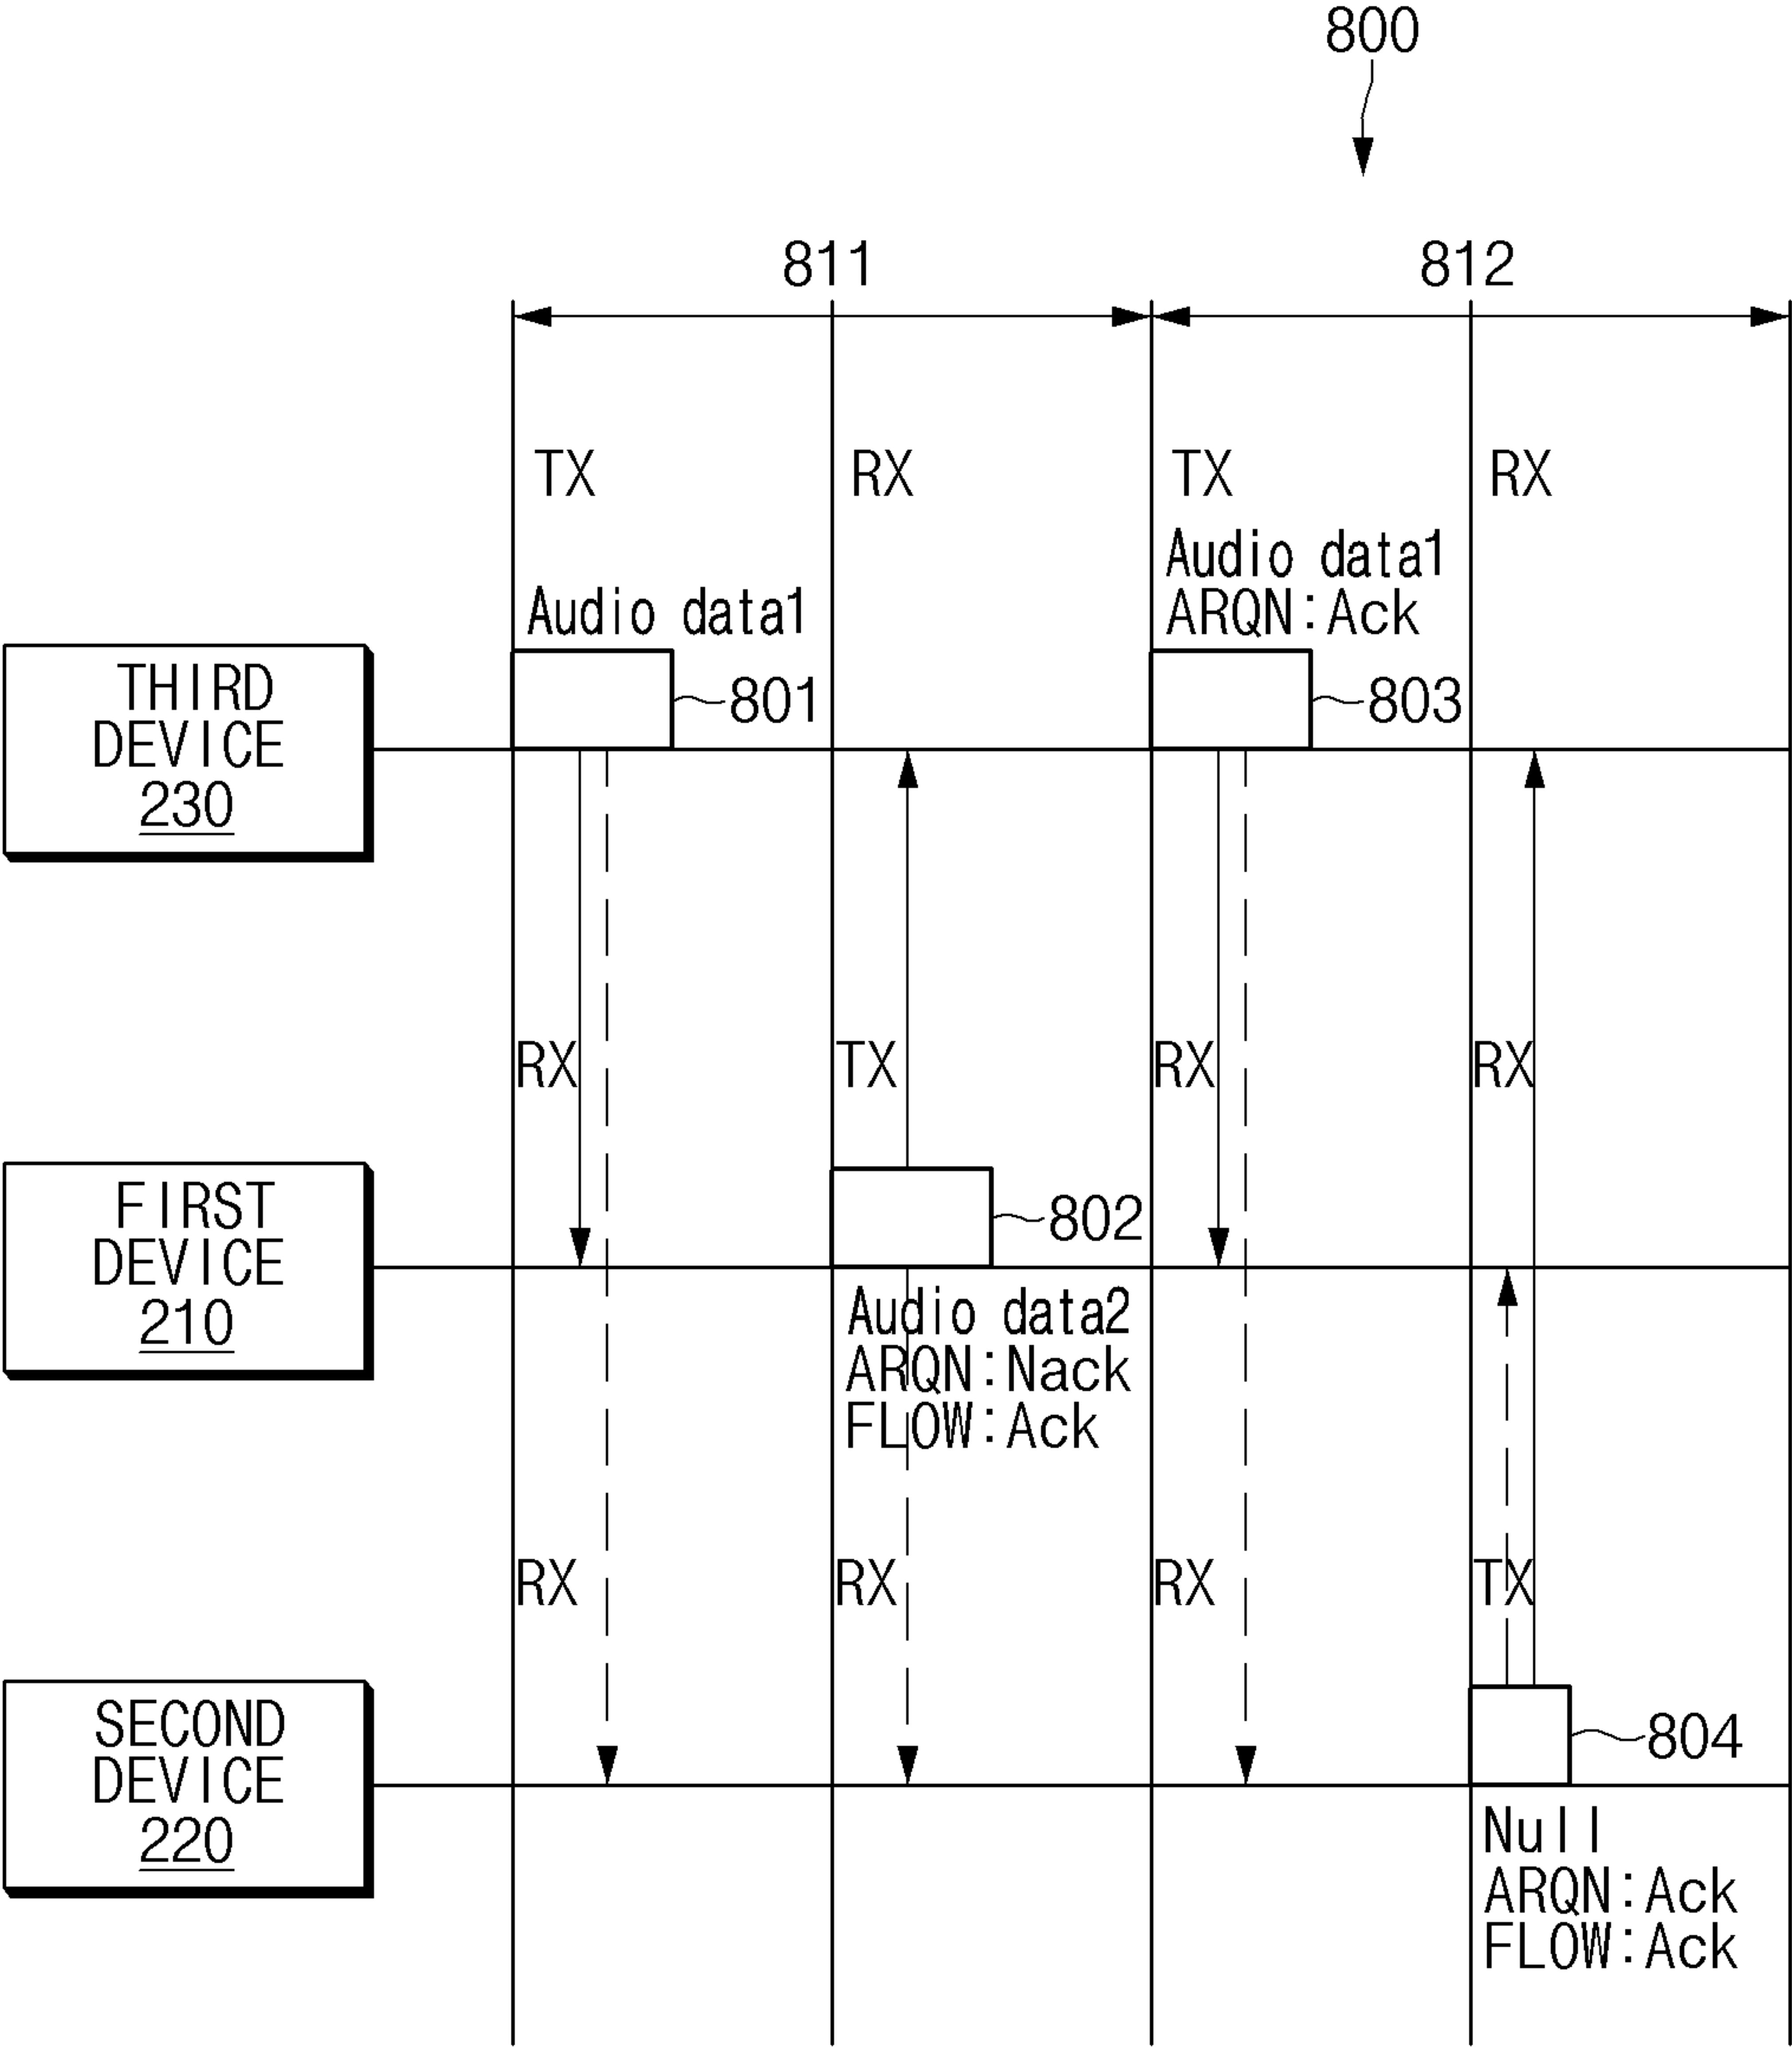 800
811
812
TX
RX
TX
RX
Audio data1
Audio data1
ARQN:Ack
THIRD
DEVICE
230
801
803
RX
TX
RX
RX
FIRST
DEVICE
210
802
Audio data2
ARQN:Nack
FLOW:Ack
RX
RX
RX
TX
SECOND
DEVICE
220
804
Null
ARQN:Ack
FLOW:Ack